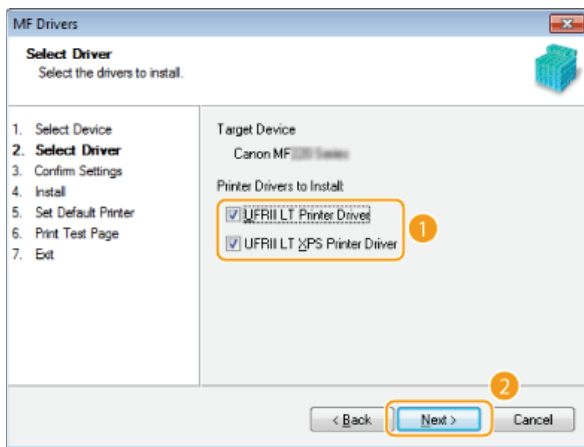 MF Drivers
Select Driver
Select the drivers to install.
1. Select Device
2. Select Driver
3. Confirm Settings
4. Install
5. Set Default Printer
6. Print Test Page
7. Exit
Target Device
Canon MF
Printer Drivers to Install:
UFRII LT Printer Driver
UFRII LT XPS Printer Driver
1
2
< Back
Next >
Cancel